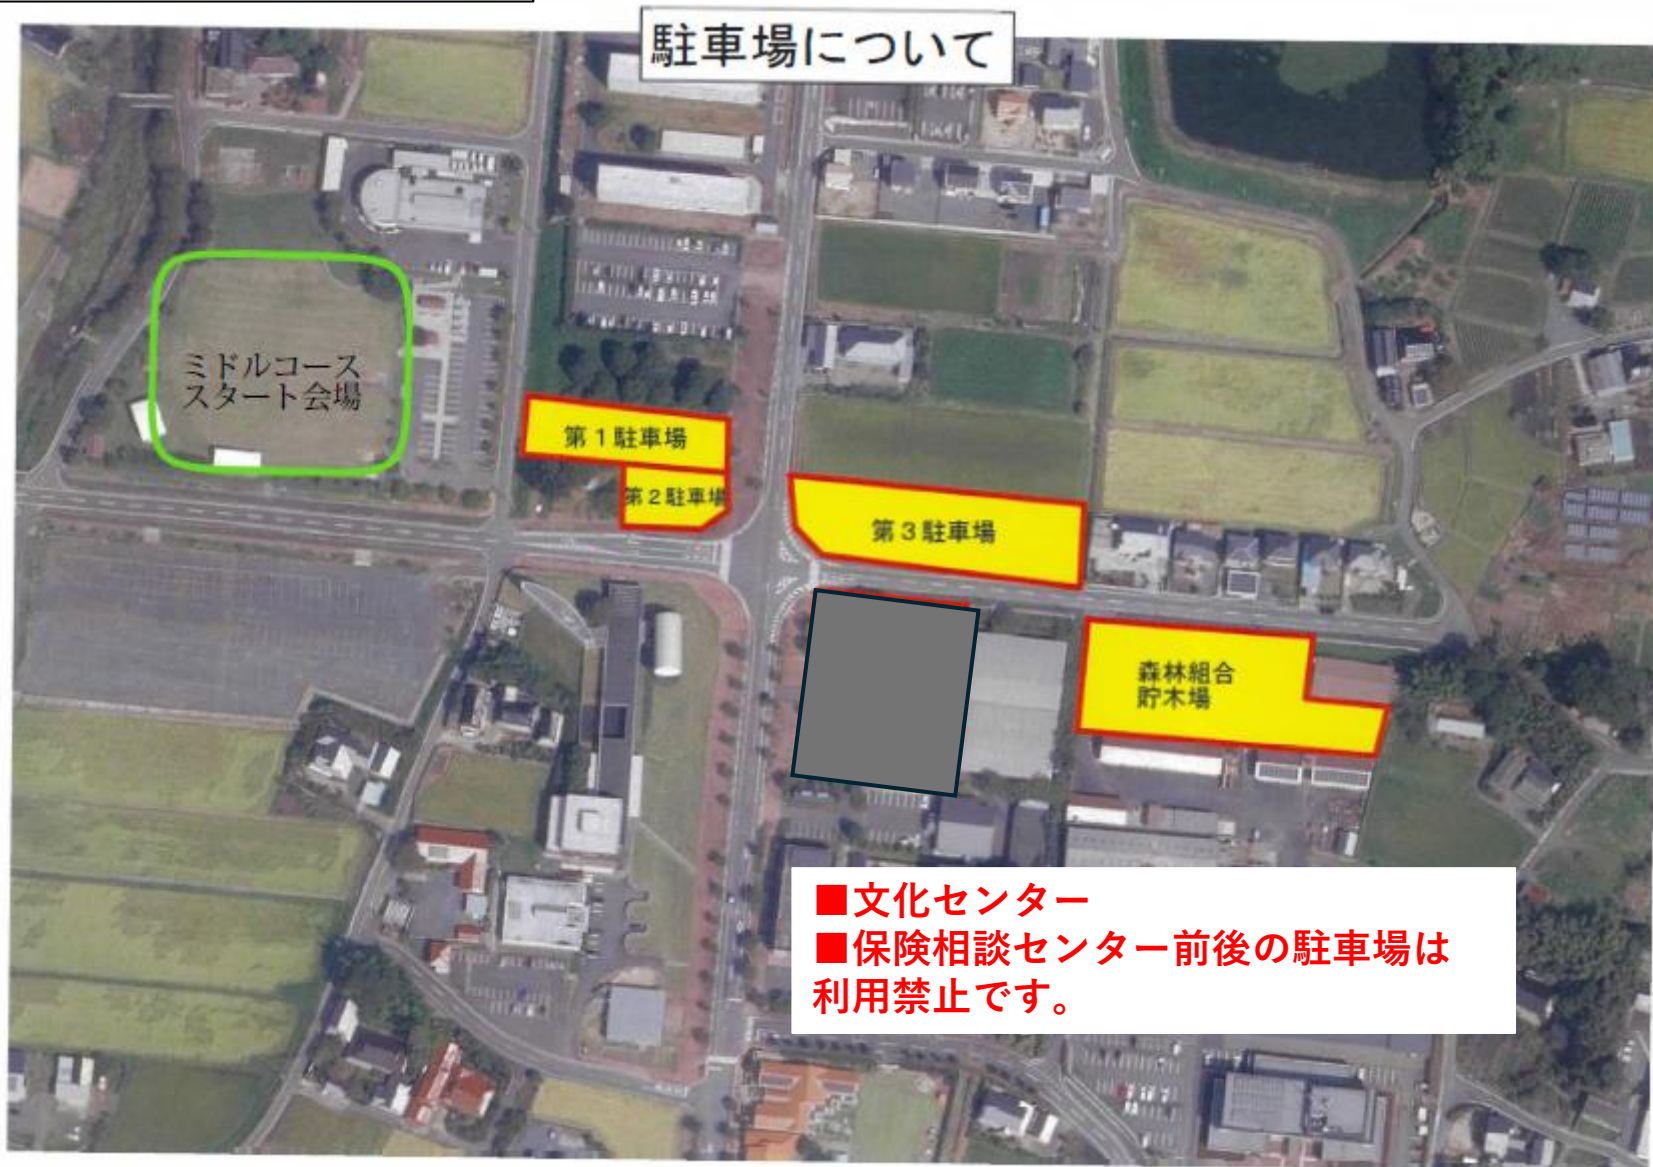 駐車場について
ミドルコース
スタート会場
第1駐車場
第2駐車場
第3駐車場
森林組合
貯木場
■文化センター
■保険相談センター前後の駐車場は
利用禁止です。